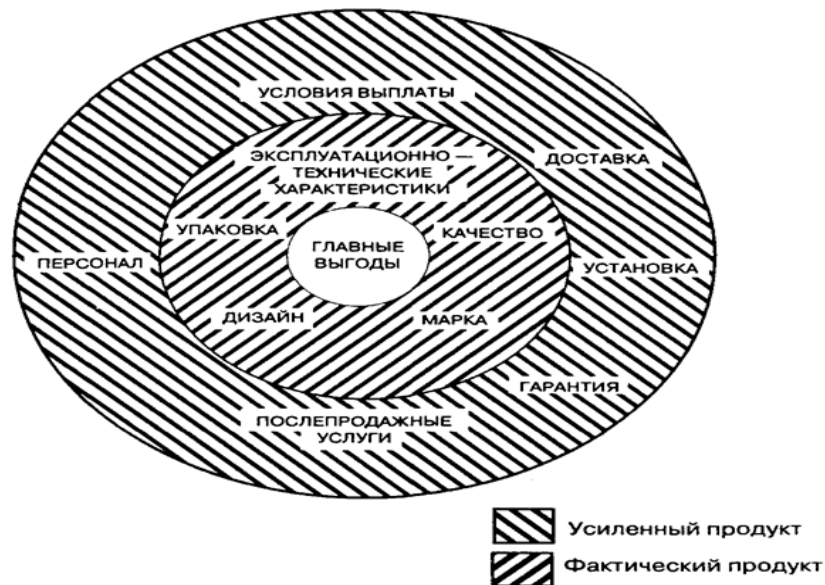 УСЛОВИЯ ВЫПЛАТЫ
ЭКСПЛУАТАЦИОННО —
ТЕХНИЧЕСКИЕ
ХАРАКТЕРИСТИКИ
ДОСТАВКА
УПАКОВКА
КАЧЕСТВО
ГЛАВНЫЕ
ВЫГОДЫ
ПЕРСОНАЛ
УСТАНОВКА
ДИЗАЙН
МАРКА
ГАРАНТИЯ
ПОСЛЕПРОДАЖНЫЕ
УСЛУГИ
Усиленный продукт
Фактический продукт